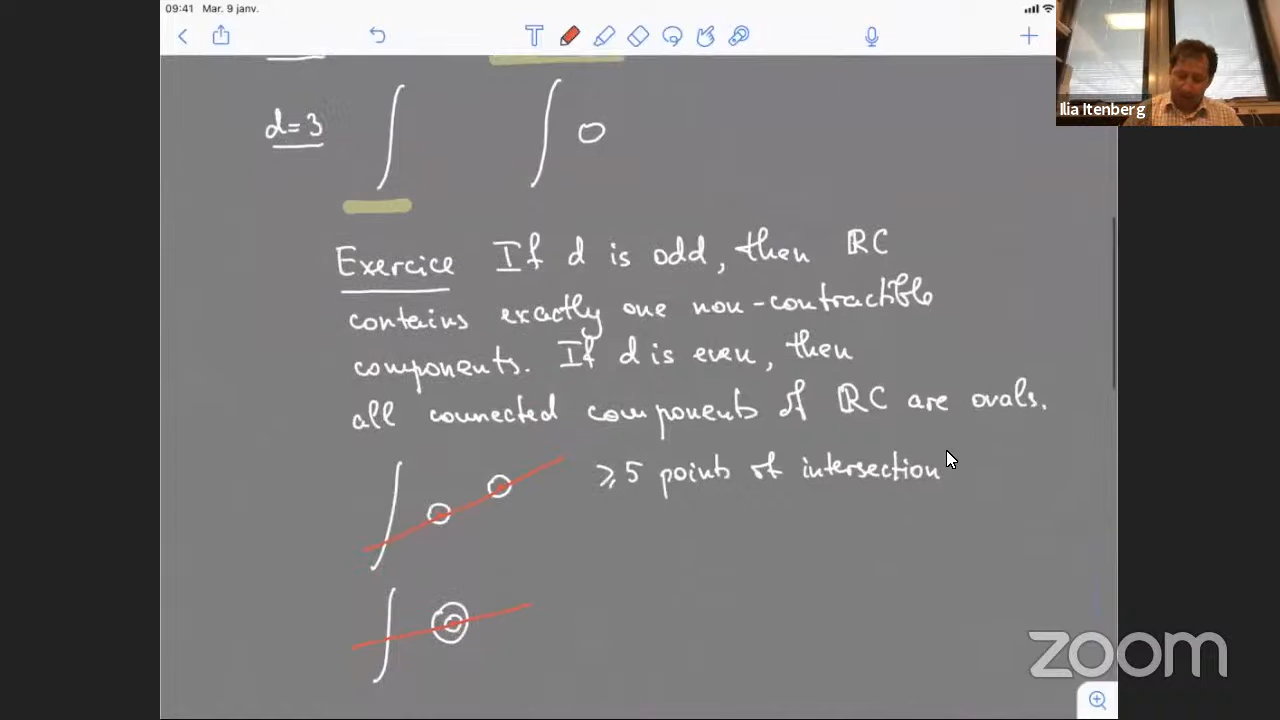 09:41 Mar. 9 janv.
Ilia Itenberg
d=3
Exercice If d is odd, then RC
contains exactly one non-contractible
components. If d is even, then
all connected components of RC are ovals.
⩾5 points of intersection
zoom